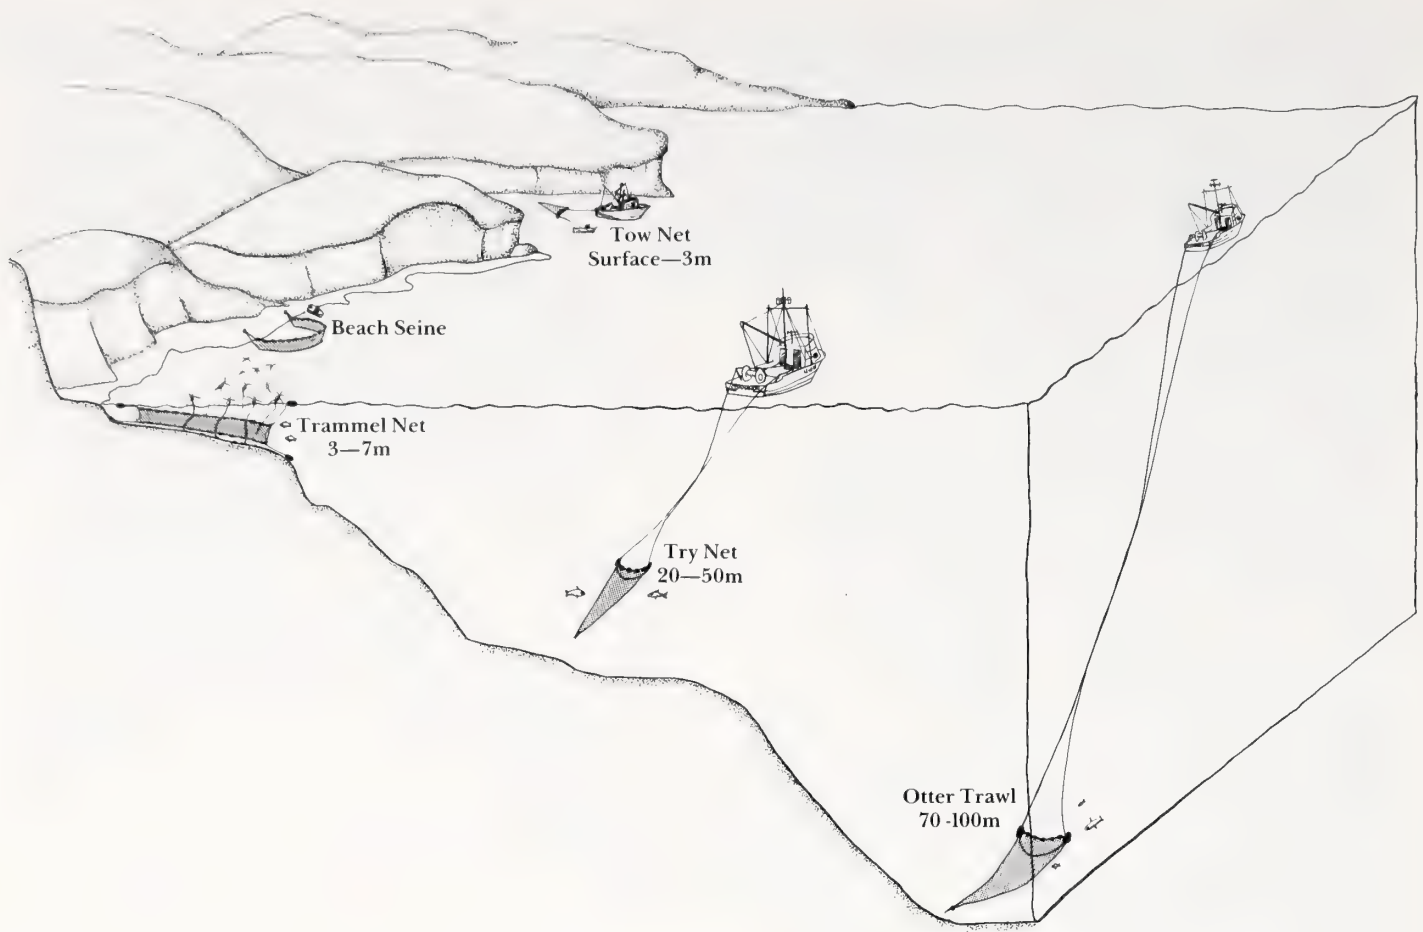 Tow Net
Surface—3m
Beach Seine
Trammel Net
3—7m
Try Net
20—50m
Otter Trawl
70 -100m